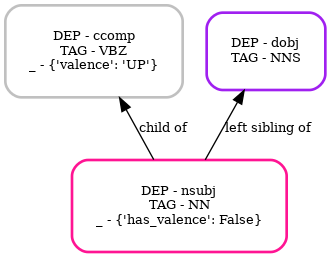 DEP - ccomp
TAG - VBZ
_ - {'valence': 'UP'}
DEP - dobj
TAG - NNS
child of
left sibling of
DEP - nsubj
TAG - NN
_ - {'has_valence': False}